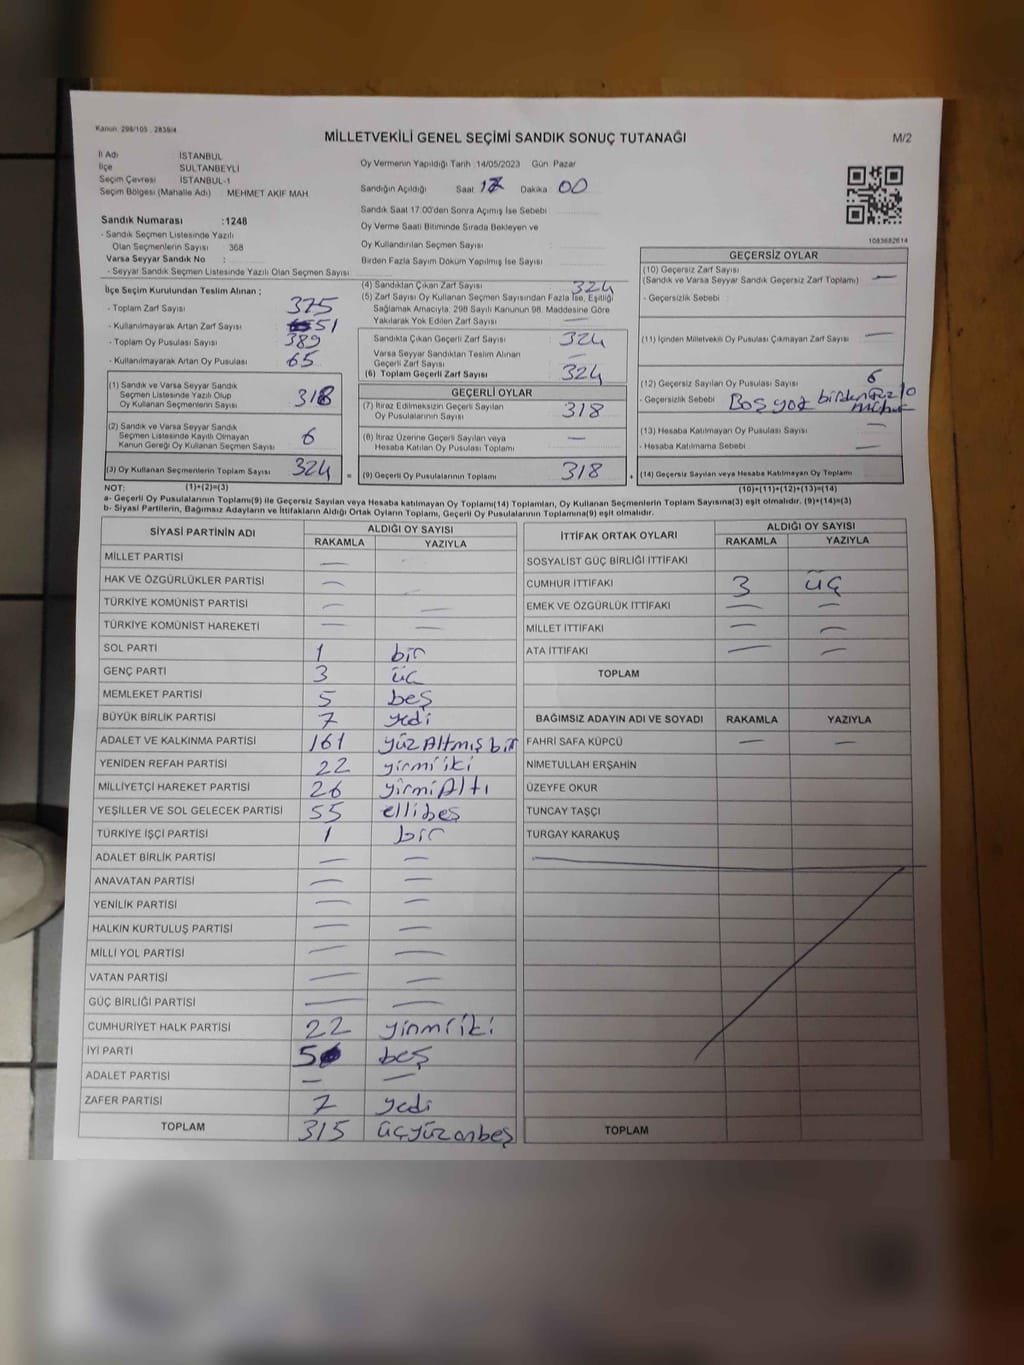 Kanun: 298/105 , 2839/4
MİLLETVEKİLİ GENEL SEÇİMİ SANDIK SONUÇ TUTANAĞI
M/2
İl Adı İSTANBUL
İlçe SULTANBEYLİ
Seçim Çevresi İSTANBUL-1
Seçim Bölgesi (Mahalle Adı) MEHMET AKİF MAH
Sandık Numarası :1248
- Sandık Seçmen Listesinde Yazılı
Olan Seçmenlerin Sayısı 368
Varsa Seyyar Sandık No :
- Seyyar Sandık Seçmen Listesinde Yazılı Olan Seçmen Sayısı
Oy Vermenin Yapıldığı Tarih 14/05/2023 Gün Pazar
Sandığın Açıldığı Saat 17 Dakika 00
Sandık Saat 17:00'den Sonra Açımış İse Sebebi
Oy Verme Saati Bitiminde Sırada Bekleyen ve
Oy Kullandırılan Seçmen Sayısı :
Birden Fazla Sayım Döküm Yapılmış İse Sayısı
1083682614
İlçe Seçim Kurulundan Teslim Alınan ;
- Toplam Zarf Sayısı 375
- Kullanılmayarak Artan Zarf Sayısı 51
- Toplam Oy Pusulası Sayısı 389
- Kullanılmayarak Artan Oy Pusulası 65
(1) Sandık ve Varsa Seyyar Sandık
Seçmen Listesinde Yazılı Olup
Oy Kullanan Seçmenlerin Sayısı 318
(2) Sandık ve Varsa Seyyar Sandık
Seçmen Listesinde Kayıtlı Olmayan
Kanun Gereği Oy Kullanan Seçmen Sayısı 6
(3) Oy Kullanan Seçmenlerin Toplam Sayısı 324
(4) Sandıktan Çıkan Zarf Sayısı 324
(5) Zarf Sayısı Oy Kullanan Seçmen Sayısından Fazla İse, Eşitliği
Sağlamak Amacıyla, 298 Sayılı Kanunun 98. Maddesine Göre
Yakılarak Yok Edilen Zarf Sayısı —
Sandıkta Çıkan Geçerli Zarf Sayısı 324
Varsa Seyyar Sandıktan Teslim Alınan
Geçerli Zarf Sayısı —
(6) Toplam Geçerli Zarf Sayısı 324
GEÇERLİ OYLAR
(7) İtiraz Edilmeksizin Geçerli Sayılan
Oy Pusulalarının Sayısı 318
(8) İtiraz Üzerine Geçerli Sayılan veya
Hesaba Katılan Oy Pusulası Toplamı —
= (9) Geçerli Oy Pusulalarının Toplamı 318 +
GEÇERSİZ OYLAR
(10) Geçersiz Zarf Sayısı
(Sandık ve Varsa Seyyar Sandık Geçersiz Zarf Toplamı) —
- Geçersizlik Sebebi :
(11) İçinden Milletvekili Oy Pusulası Çıkmayan Zarf Sayısı —
(12) Geçersiz Sayılan Oy Pusulası Sayısı 6
- Geçersizlik Sebebi Boş birden
(13) Hesaba Katılmayan Oy Pusulası Sayısı —
- Hesaba Katılmama Sebebi —
(14) Geçersiz Sayılan veya Hesaba Katılmayan Oy Toplamı
NOT: (1)+(2)=(3) (10)+(11)+(12)+(13)=(14)
a- Geçerli Oy Pusulalarının Toplamı(9) ile Geçersiz Sayılan veya Hesaba katılmayan Oy Toplamı(14) Toplamları, Oy Kullanan Seçmenlerin Toplam Sayısına(3) eşit olmalıdır. (9)+(14)=(3)
b- Siyasi Partilerin, Bağımsız Adayların ve İttifakların Aldığı Ortak Oyların Toplamı, Geçerli Oy Pusulalarının Toplamına(9) eşit olmalıdır.
SİYASİ PARTİNİN ADI ALDIĞI OY SAYISI
RAKAMLA YAZIYLA
MİLLET PARTİSİ —
HAK VE ÖZGÜRLÜKLER PARTİSİ —
TÜRKİYE KOMÜNİST PARTİSİ — —
TÜRKİYE KOMÜNİST HAREKETİ — —
SOL PARTİ 1 bir
GENÇ PARTİ 3 üç
MEMLEKET PARTİSİ 5 beş
BÜYÜK BİRLİK PARTİSİ 7 yedi
ADALET VE KALKINMA PARTİSİ 161 yüz Altmış bir
YENİDEN REFAH PARTİSİ 22 yirmi iki
MİLLİYETÇİ HAREKET PARTİSİ 26 yirmi Altı
YEŞİLLER VE SOL GELECEK PARTİSİ 55 elli beş
TÜRKİYE İŞÇİ PARTİSİ 1 bir
ADALET BİRLİK PARTİSİ — —
ANAVATAN PARTİSİ — —
YENİLİK PARTİSİ — —
HALKIN KURTULUŞ PARTİSİ — —
MİLLİ YOL PARTİSİ — —
VATAN PARTİSİ — —
GÜÇ BİRLİĞİ PARTİSİ — —
CUMHURİYET HALK PARTİSİ 22 yirmi iki
İYİ PARTİ 5 beş
ADALET PARTİSİ — —
ZAFER PARTİSİ 7 yedi
TOPLAM 315 üçyüz onbeş
İTTİFAK ORTAK OYLARI ALDIĞI OY SAYISI
RAKAMLA YAZIYLA
SOSYALİST GÜÇ BİRLİĞİ İTTİFAKI
CUMHUR İTTİFAKI 3 üç
EMEK VE ÖZGÜRLÜK İTTİFAKI — —
MİLLET İTTİFAKI — —
ATA İTTİFAKI — —
TOPLAM
BAĞIMSIZ ADAYIN ADI VE SOYADI RAKAMLA YAZIYLA
FAHRİ SAFA KÜPCÜ — —
NİMETULLAH ERŞAHİN
ÜZEYFE OKUR
TUNCAY TAŞÇI
TURGAY KARAKUŞ
TOPLAM